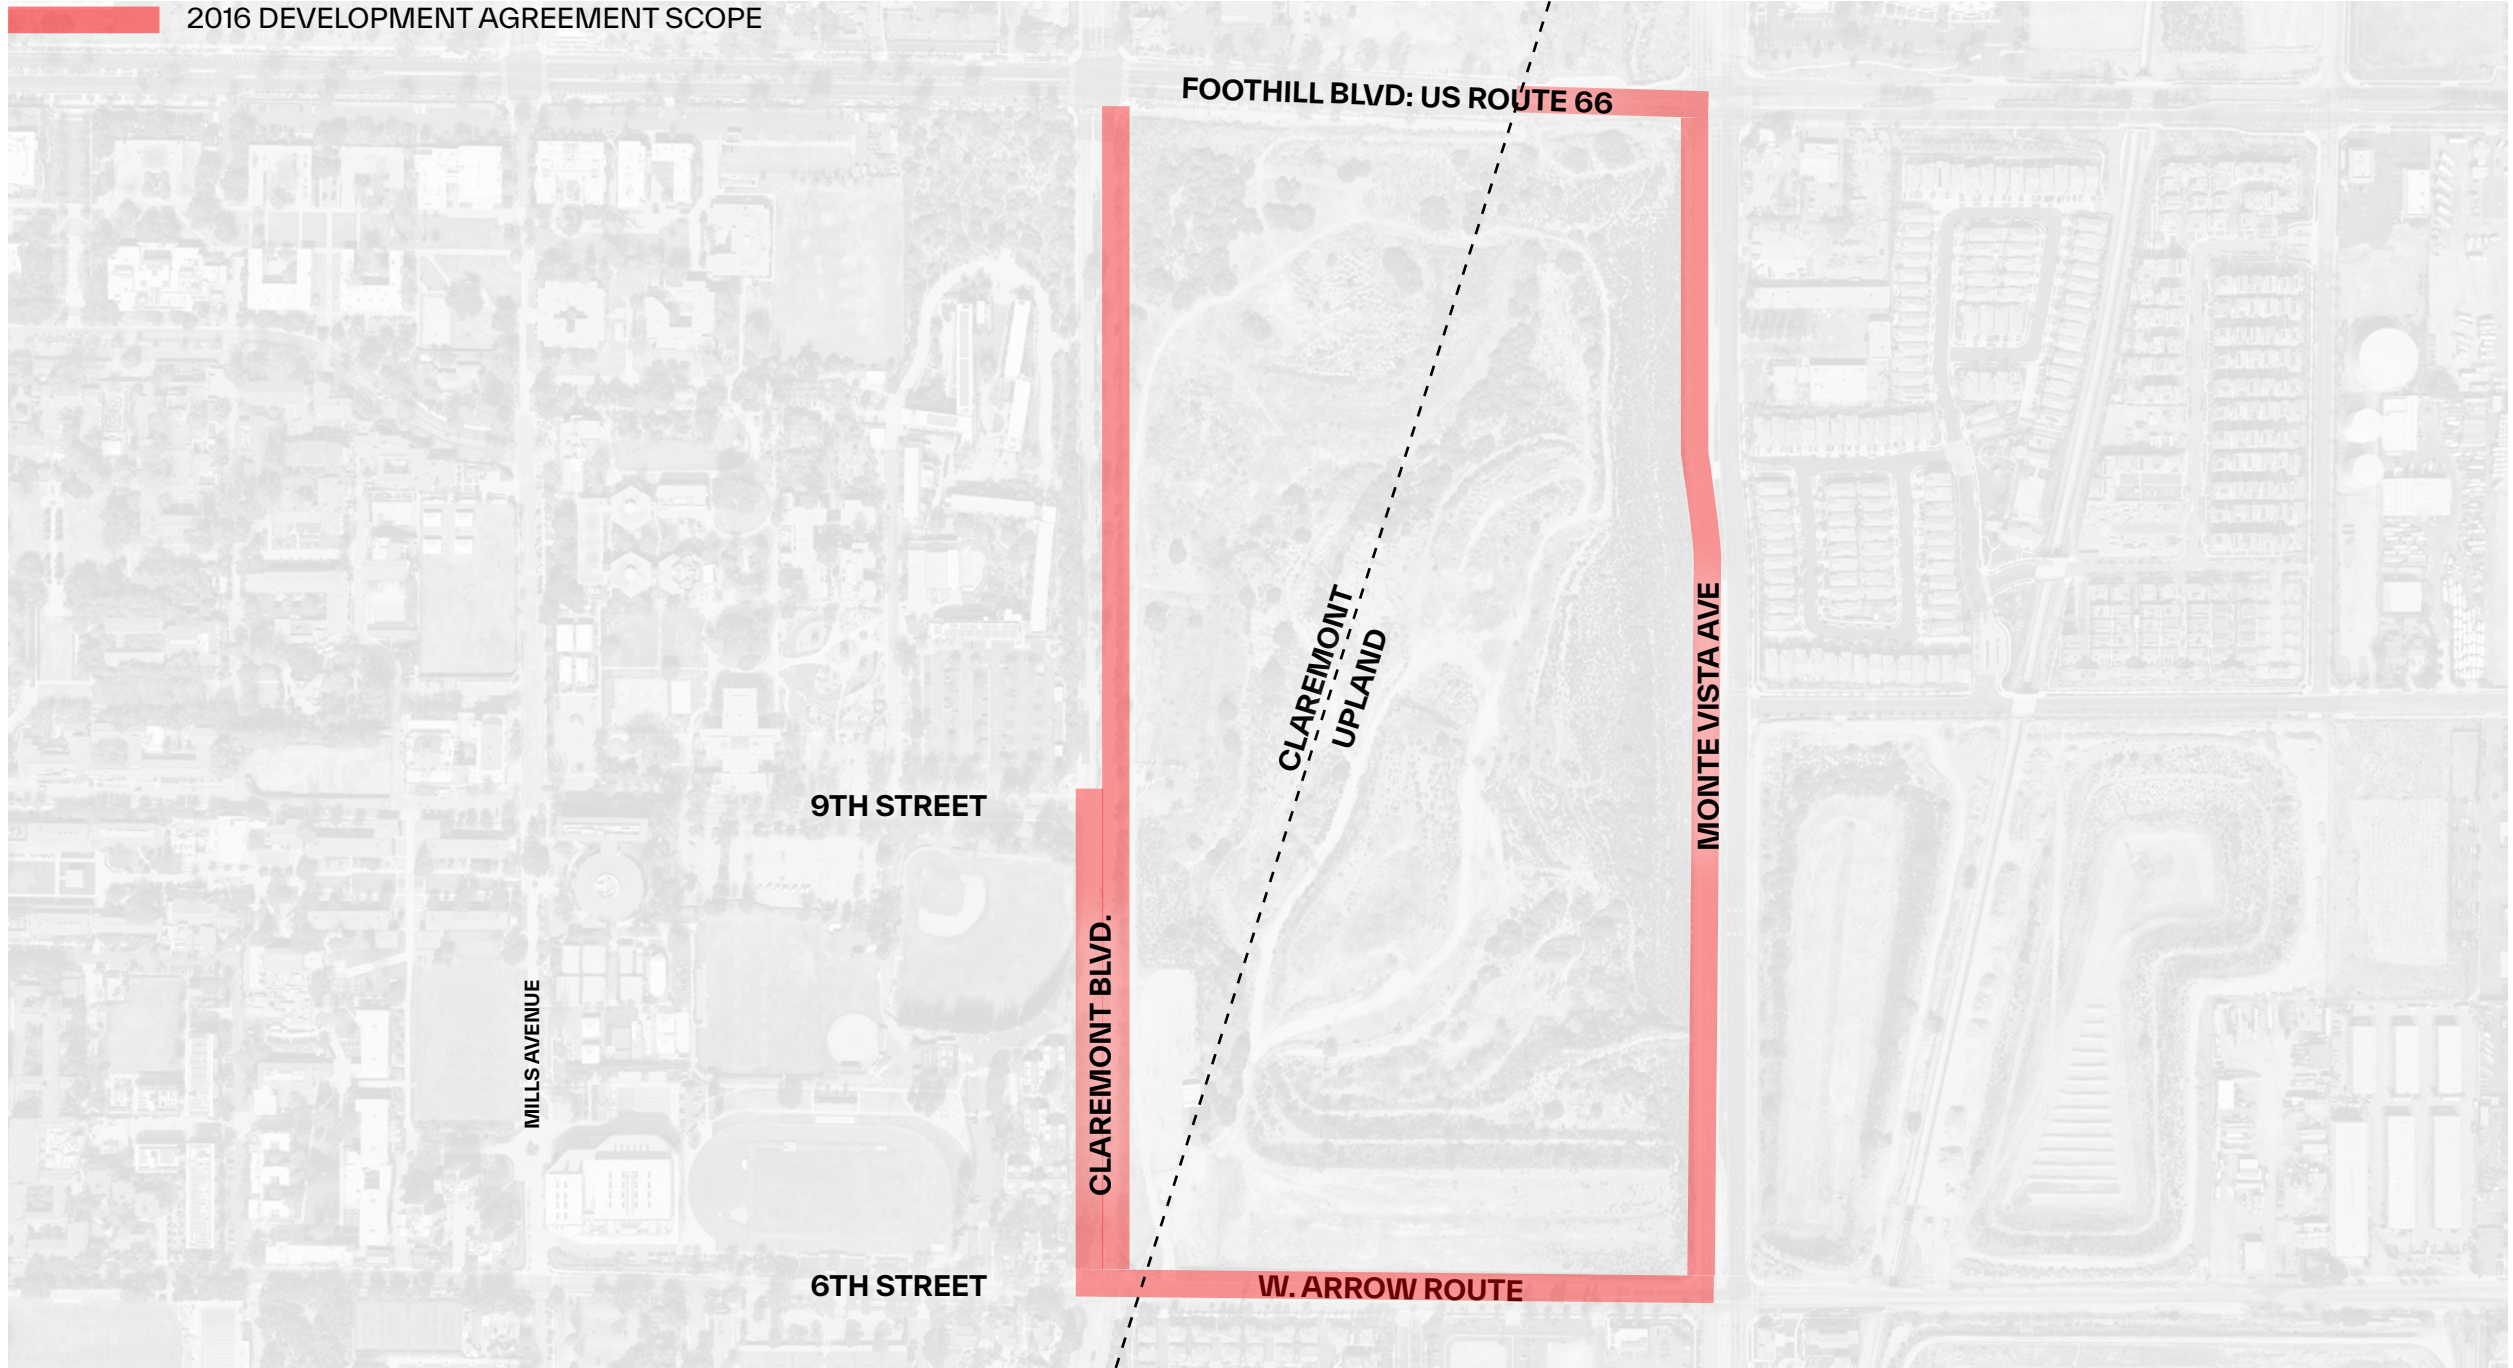 2016 DEVELOPMENT AGREEMENT SCOPE
FOOTHILL BLVD: US ROUTE 66
CLAREMONT
UPLAND
MONTE VISTA AVE
9TH STREET
CLAREMONT BLVD.
MILLS AVENUE
6TH STREET
W. ARROW ROUTE